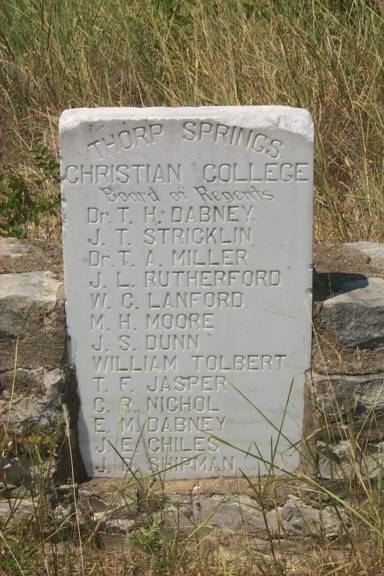 THORP SPRINGS
CHRISTIAN COLLEGE
Board of Regents
Dr. T. H. DABNEY.
J. T. STRICKLIN
Dr. T. A. MILLER
J. L. RUTHERFORD
W. C. LANFORD.
M. H. MOORE
J. S. DUNN
WILLIAM TOLBERT
T. F. JASPER
C. R. NICHOL
E. M. DABNEY
J. E. CHILES
J. SHIPMAN